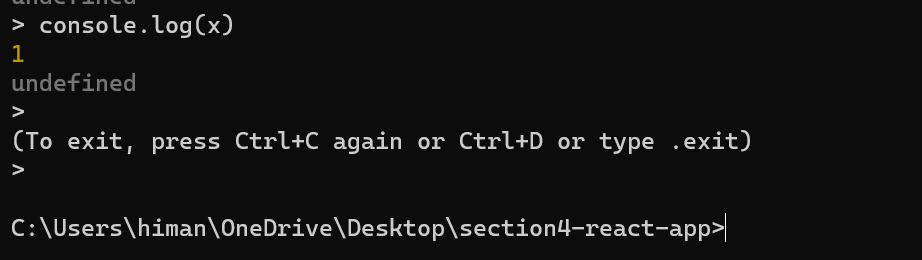 undefined
> console.log(x)
1
undefined
>
(To exit, press Ctrl+C again or Ctrl+D or type .exit)
>
C:\Users\himan\OneDrive\Desktop\section4-react-app>